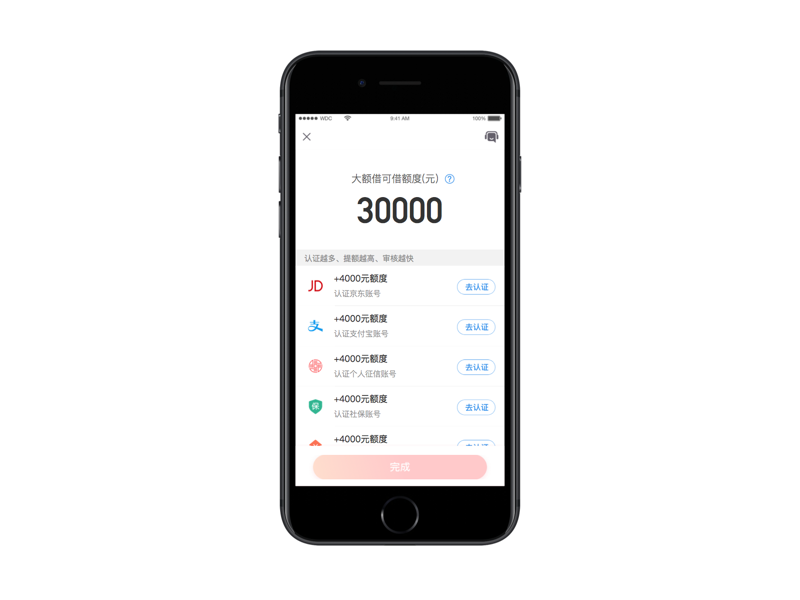 WDC 9:41 AM 100%
大额借可借额度(元) ?
30000
认证越多、提额越高、审核越快
JD +4000元额度 去认证
认证京东账号
支 +4000元额度 去认证
认证支付宝账号
+4000元额度 去认证
认证个人征信账号
保 +4000元额度 去认证
认证社保账号
+4000元额度 去认证
完成